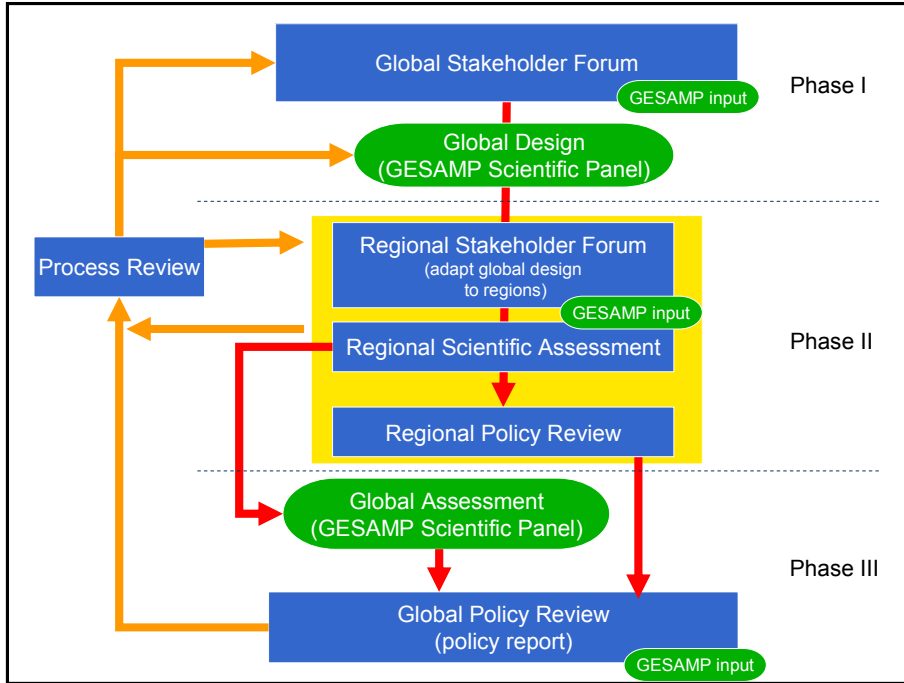 Global Stakeholder Forum
GESAMP input
Phase I
Global Design
(GESAMP Scientific Panel)
Process Review
Regional Stakeholder Forum
(adapt global design
to regions)
GESAMP input
Regional Scientific Assessment
Phase II
Regional Policy Review
Global Assessment
(GESAMP Scientific Panel)
Phase III
Global Policy Review
(policy report)
GESAMP input